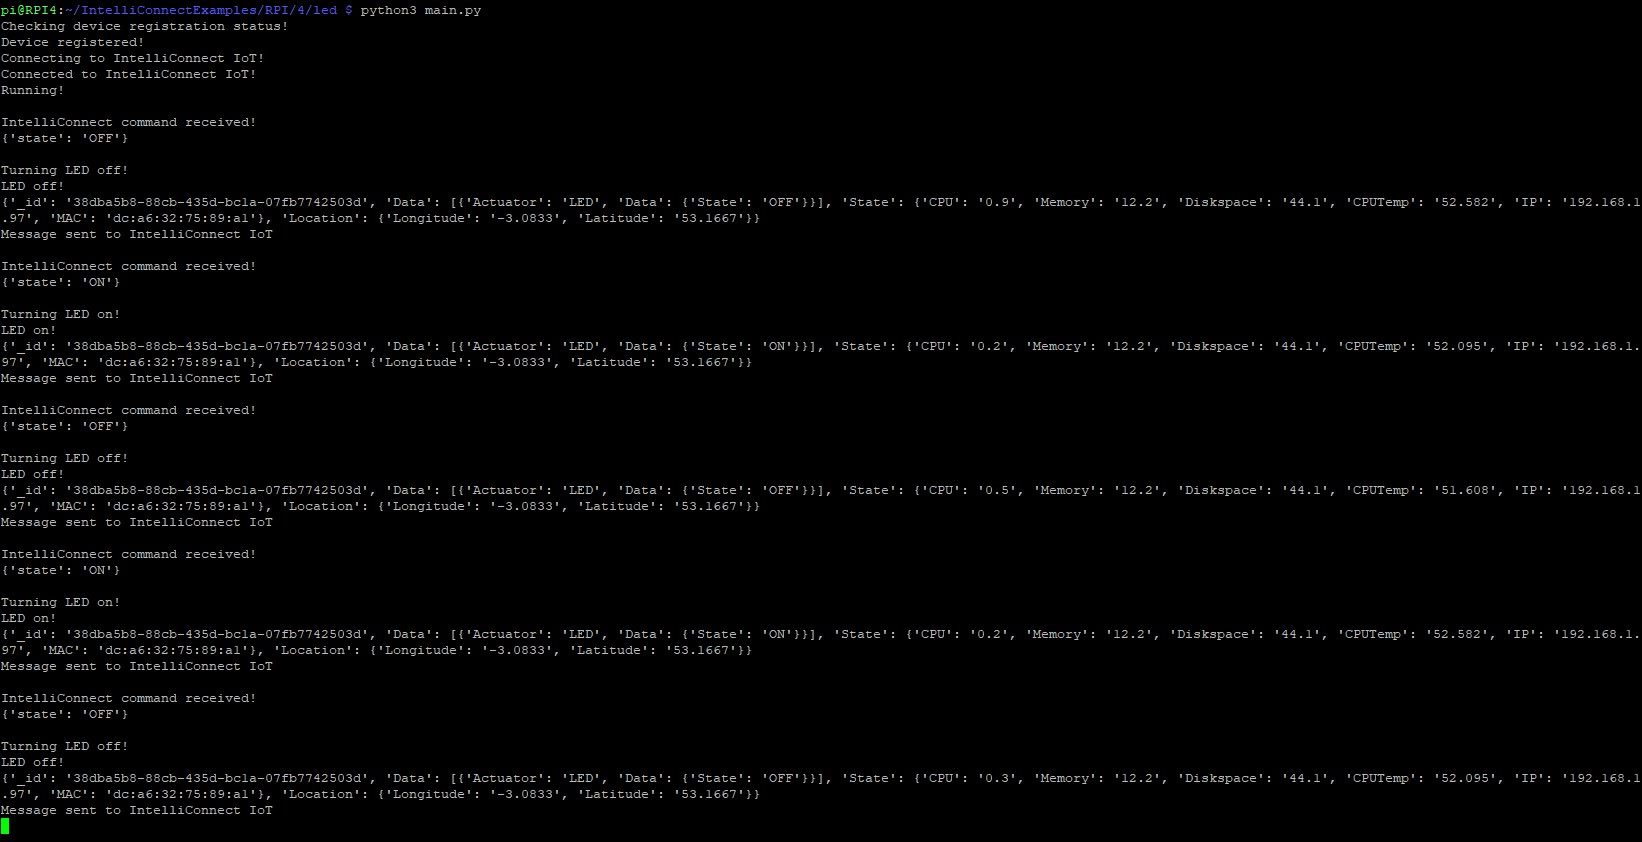 pi@RPI4:~/IntelliConnectExamples/RPI/4/led $ python3 main.py
Checking device registration status!
Device registered!
Connecting to IntelliConnect IoT!
Connected to IntelliConnect IoT!
Running!
IntelliConnect command received!
{'state': 'OFF'}
Turning LED off!
LED off!
{'_id': '38dba5b8-88cb-435d-bc1a-07fb7742503d', 'Data': [{'Actuator': 'LED', 'Data': {'State': 'OFF'}}], 'State': {'CPU': '0.9', 'Memory': '12.2', 'Diskspace': '44.1', 'CPUTemp': '52.582', 'IP': '192.168.1
.97', 'MAC': 'dc:a6:32:75:89:a1'}, 'Location': {'Longitude': '-3.0833', 'Latitude': '53.1667'}}
Message sent to IntelliConnect IoT
IntelliConnect command received!
{'state': 'ON'}
Turning LED on!
LED on!
{'_id': '38dba5b8-88cb-435d-bc1a-07fb7742503d', 'Data': [{'Actuator': 'LED', 'Data': {'State': 'ON'}}], 'State': {'CPU': '0.2', 'Memory': '12.2', 'Diskspace': '44.1', 'CPUTemp': '52.095', 'IP': '192.168.1.
97', 'MAC': 'dc:a6:32:75:89:a1'}, 'Location': {'Longitude': '-3.0833', 'Latitude': '53.1667'}}
Message sent to IntelliConnect IoT
IntelliConnect command received!
{'state': 'OFF'}
Turning LED off!
LED off!
{'_id': '38dba5b8-88cb-435d-bc1a-07fb7742503d', 'Data': [{'Actuator': 'LED', 'Data': {'State': 'OFF'}}], 'State': {'CPU': '0.5', 'Memory': '12.2', 'Diskspace': '44.1', 'CPUTemp': '51.608', 'IP': '192.168.1
.97', 'MAC': 'dc:a6:32:75:89:a1'}, 'Location': {'Longitude': '-3.0833', 'Latitude': '53.1667'}}
Message sent to IntelliConnect IoT
IntelliConnect command received!
{'state': 'ON'}
Turning LED on!
LED on!
{'_id': '38dba5b8-88cb-435d-bc1a-07fb7742503d', 'Data': [{'Actuator': 'LED', 'Data': {'State': 'ON'}}], 'State': {'CPU': '0.2', 'Memory': '12.2', 'Diskspace': '44.1', 'CPUTemp': '52.582', 'IP': '192.168.1.
97', 'MAC': 'dc:a6:32:75:89:a1'}, 'Location': {'Longitude': '-3.0833', 'Latitude': '53.1667'}}
Message sent to IntelliConnect IoT
IntelliConnect command received!
{'state': 'OFF'}
Turning LED off!
LED off!
{'_id': '38dba5b8-88cb-435d-bc1a-07fb7742503d', 'Data': [{'Actuator': 'LED', 'Data': {'State': 'OFF'}}], 'State': {'CPU': '0.3', 'Memory': '12.2', 'Diskspace': '44.1', 'CPUTemp': '52.095', 'IP': '192.168.1
.97', 'MAC': 'dc:a6:32:75:89:a1'}, 'Location': {'Longitude': '-3.0833', 'Latitude': '53.1667'}}
Message sent to IntelliConnect IoT